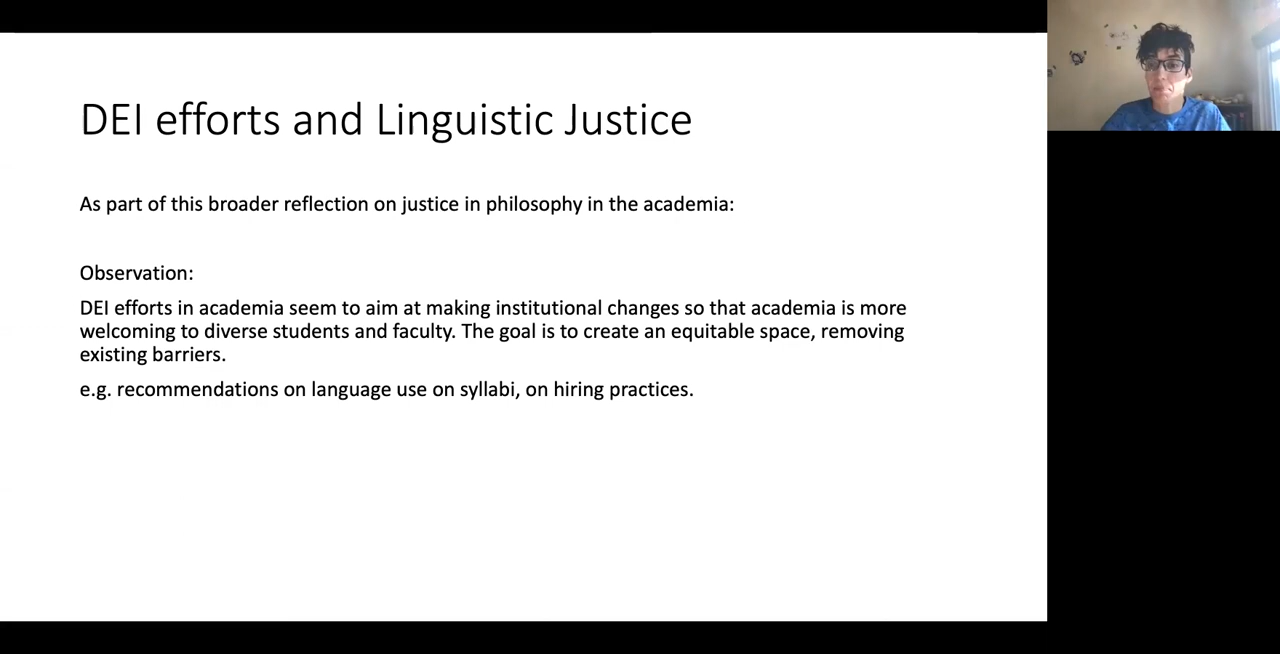 DEI efforts and Linguistic Justice
As part of this broader reflection on justice in philosophy in the academia:
Observation:
DEI efforts in academia seem to aim at making institutional changes so that academia is more
welcoming to diverse students and faculty. The goal is to create an equitable space, removing
existing barriers.
e.g. recommendations on language use on syllabi, on hiring practices.